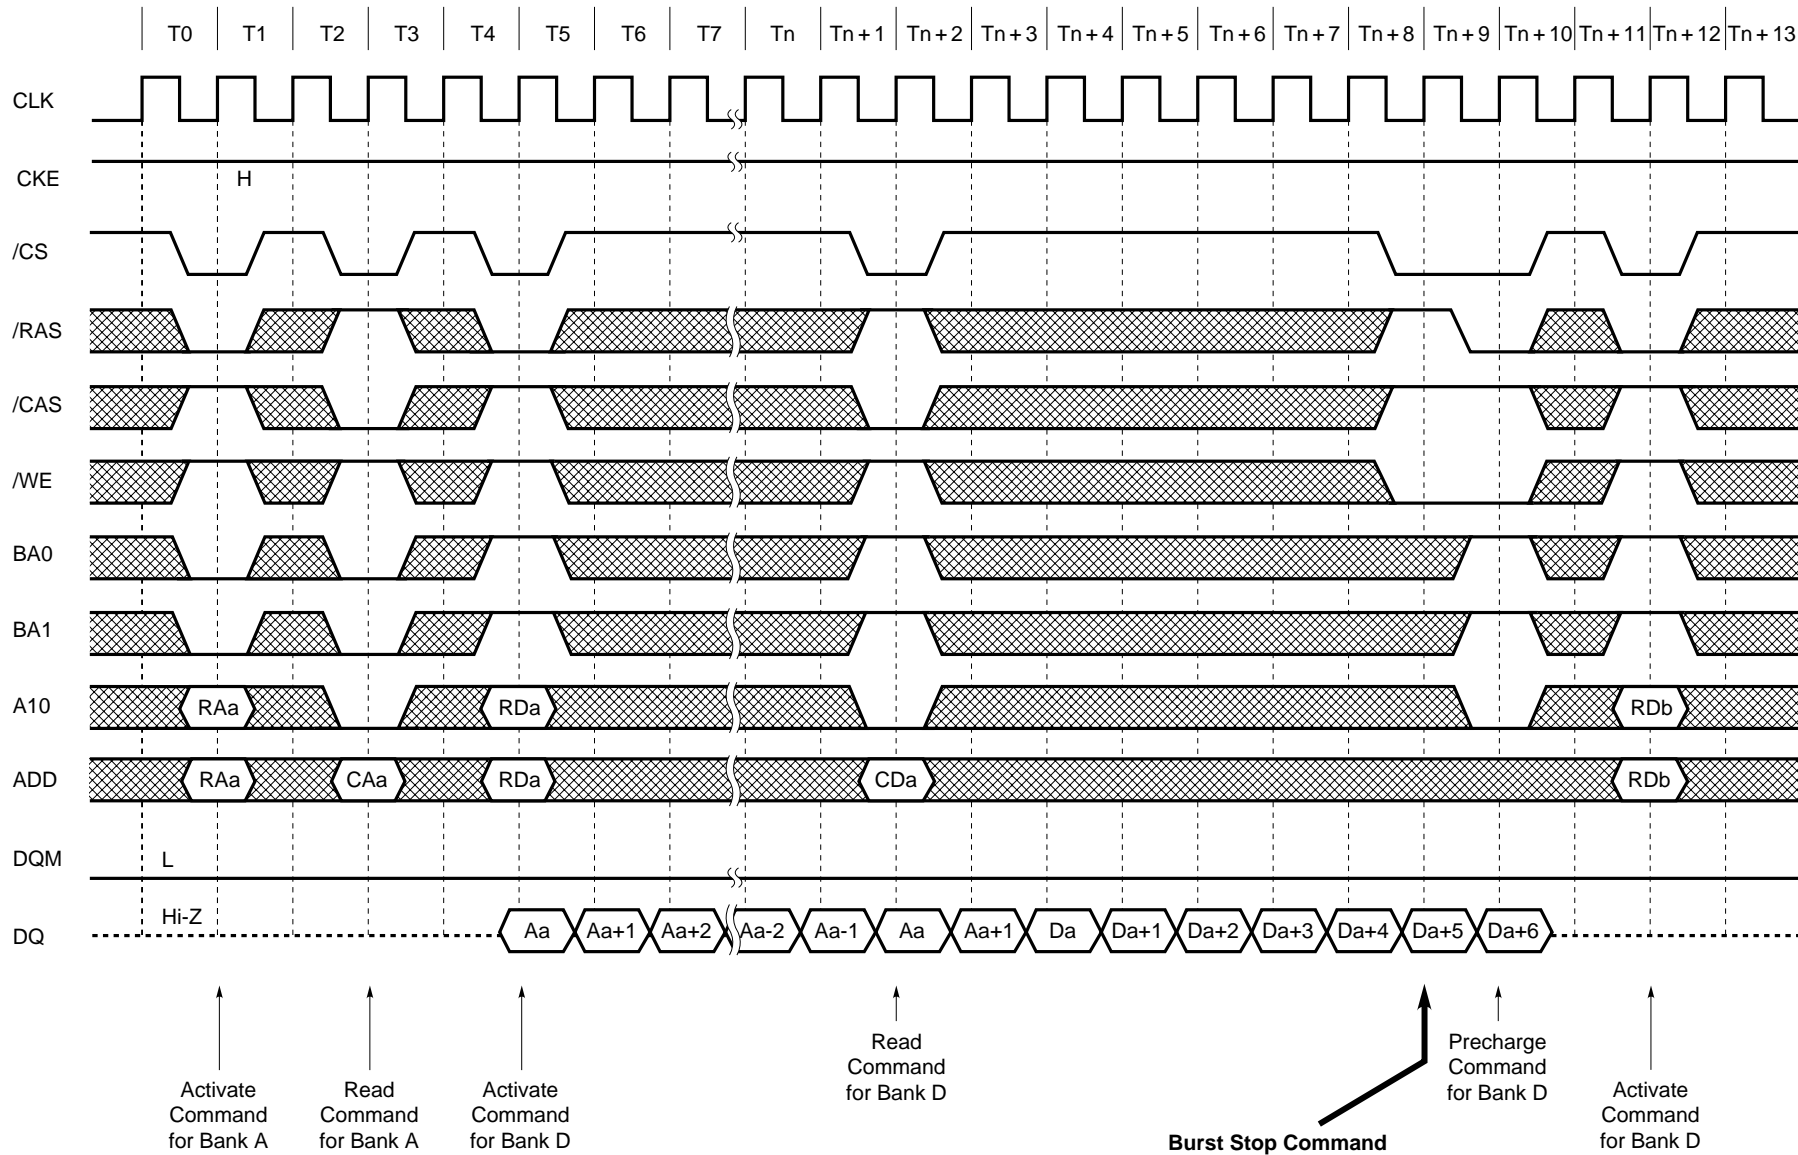 T0 T1 T2 T3 T4 T5 T6 T7 Tn Tn + 1 Tn + 2 Tn + 3 Tn + 4 Tn + 5 Tn + 6 Tn + 7 Tn + 8 Tn + 9 Tn + 10 Tn + 11 Tn + 12 Tn + 13
CLK
CKE H
/CS
/RAS
/CAS
/WE
BA0
BA1
A10 RAa RDa RDb
ADD RAa CAa RDa CDa RDb
DQM L
Hi-Z
DQ Aa Aa+1 Aa+2 Aa-2 Aa-1 Aa Aa+1 Da Da+1 Da+2 Da+3 Da+4 Da+5 Da+6
Activate
Command
for Bank A
Read
Command
for Bank A
Activate
Command
for Bank D
Read
Command
for Bank D
Burst Stop Command
Precharge
Command
for Bank D
Activate
Command
for Bank D